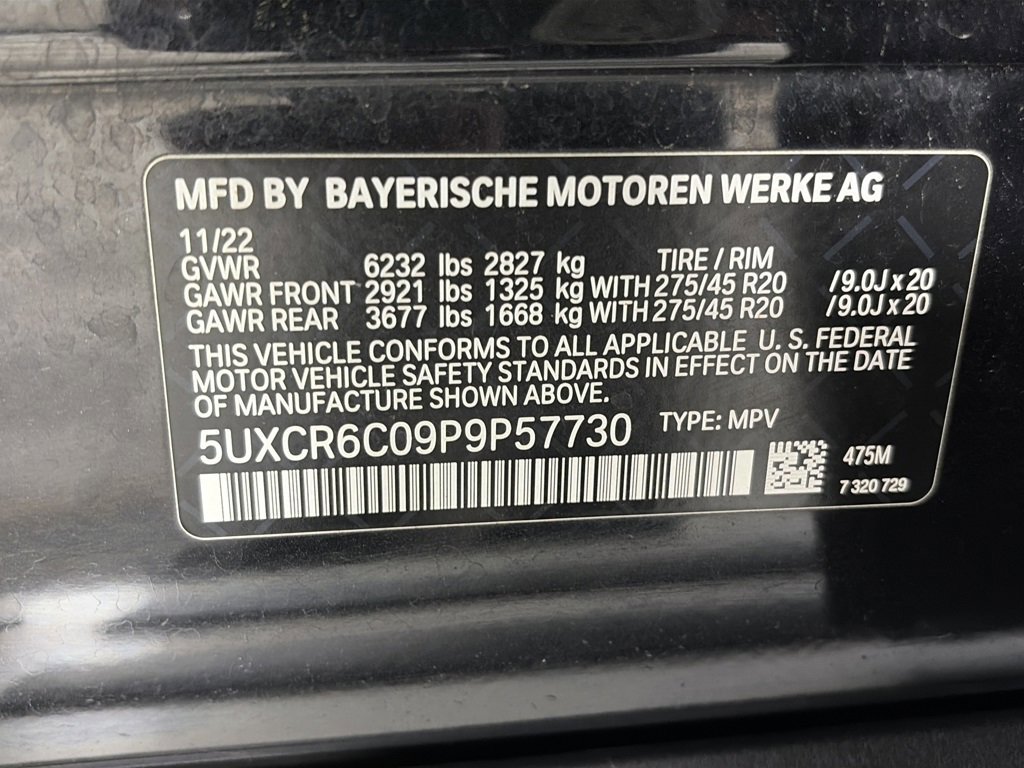 MFD BY BAYERISCHE MOTOREN WERKE AG
11/22 TIRE / RIM
GVWR 6232 lbs 2827 kg
GAWR FRONT 2921 lbs 1325 kg WITH 275/45 R20 /9.0J x 20
GAWR REAR 3677 lbs 1668 kg WITH 275/45 R20 /9.0J x 20
THIS VEHICLE CONFORMS TO ALL APPLICABLE U. S. FEDERAL
MOTOR VEHICLE SAFETY STANDARDS IN EFFECT ON THE DATE
OF MANUFACTURE SHOWN ABOVE.
5UXCR6C09P9P57730 TYPE: MPV
475M
7 320 729